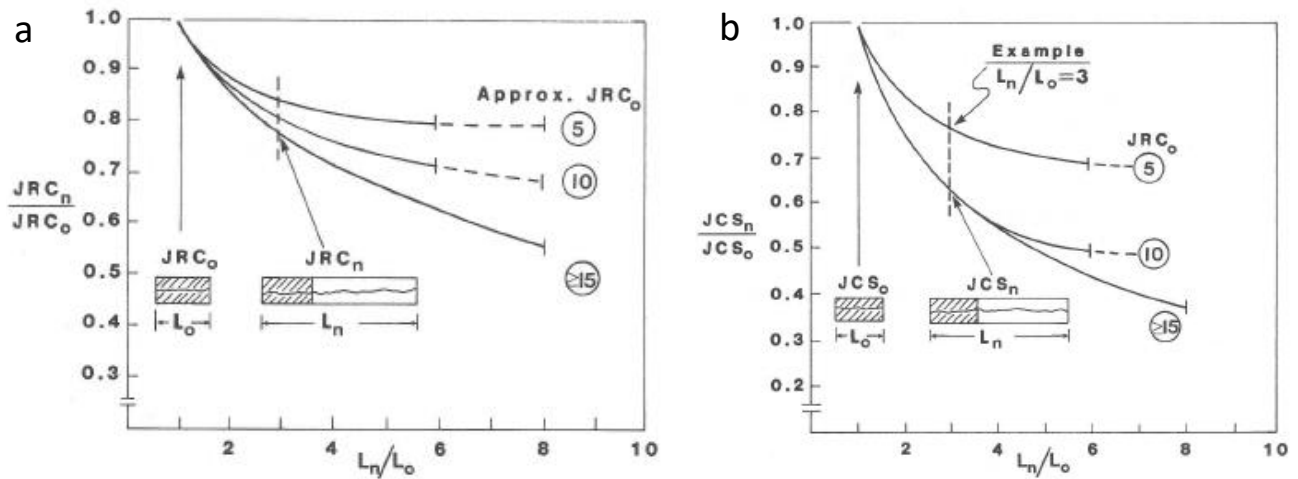 a
1.0
0.9
0.8
0.7
0.6
0.5
0.4
0.3
JRCn
JRCo
Approx. JRCo
5
10
≥15
JRCo
JRCn
Lo
Ln
2
4
6
8
10
Ln/Lo
b
1.0
0.9
0.8
0.7
0.6
0.5
0.4
0.3
0.2
JCSn
JCSo
Example
Ln/Lo=3
JRCo
5
10
≥15
JCSo
JCSn
Lo
Ln
2
4
6
8
10
Ln/Lo